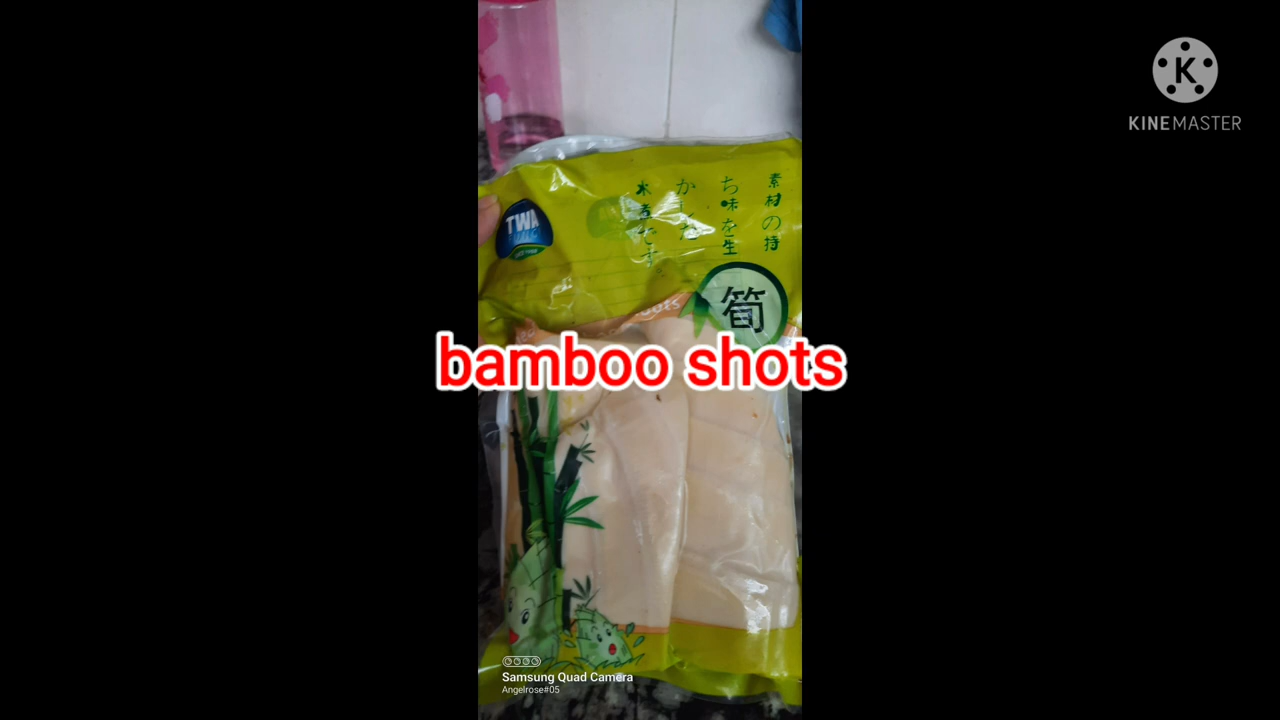 KINEMASTER
素材の持
ち味を生
かした
水煮です。
TWA
筍
bamboo shots
Samsung Quad Camera
Angelrose#05